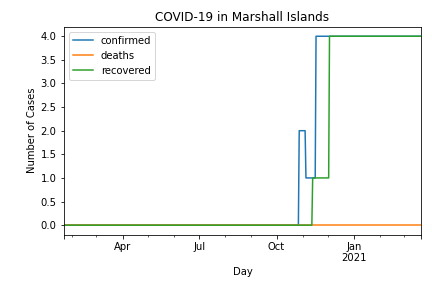 COVID-19 in Marshall Islands
confirmed
deaths
recovered
Number of Cases
4.0
3.5
3.0
2.5
2.0
1.5
1.0
0.5
0.0
Apr
Jul
Oct
Jan
2021
Day